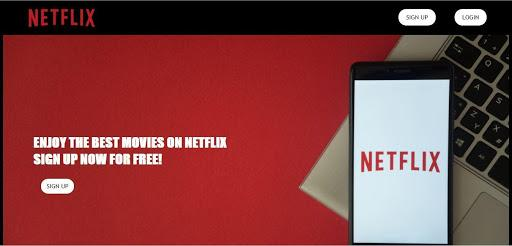 NETFLIX
SIGN UP
LOGIN
ENJOY THE BEST MOVIES ON NETFLIX
SIGN UP NOW FOR FREE!
SIGN UP
NETFLIX